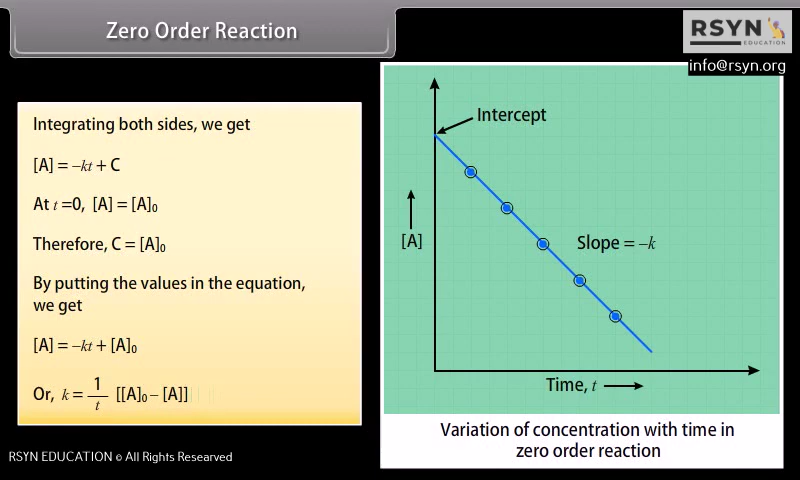 Zero Order Reaction
RSYN
EDUCATION
info@rsyn.org
Integrating both sides, we get
[A] = –kt + C
At t =0, [A] = [A]₀
Therefore, C = [A]₀
By putting the values in the equation,
we get
[A] = –kt + [A]₀
Or, k = 1/t [[A]₀ – [A]]
Intercept
[A]
Slope = –k
Time, t
Variation of concentration with time in
zero order reaction
RSYN EDUCATION © All Rights Researved